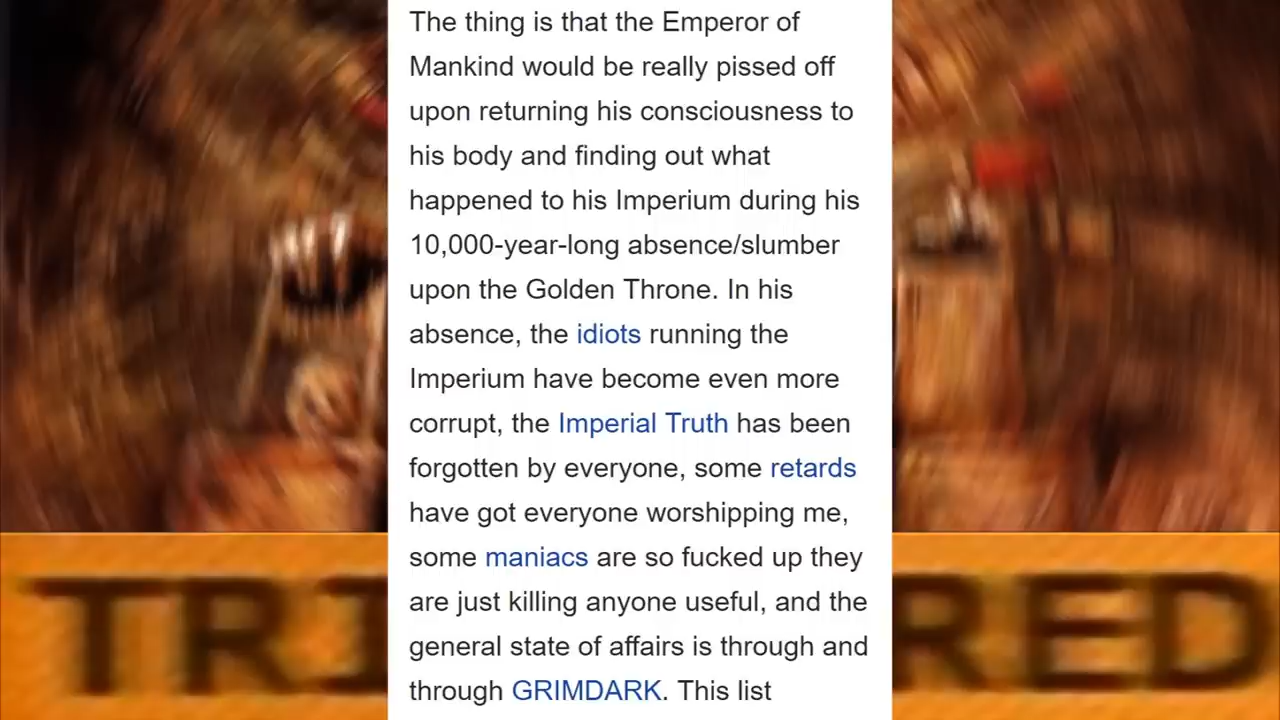 The thing is that the Emperor of
Mankind would be really pissed off
upon returning his consciousness to
his body and finding out what
happened to his Imperium during his
10,000-year-long absence/slumber
upon the Golden Throne. In his
absence, the idiots running the
Imperium have become even more
corrupt, the Imperial Truth has been
forgotten by everyone, some retards
have got everyone worshipping me,
some maniacs are so fucked up they
are just killing anyone useful, and the
general state of affairs is through and
through GRIMDARK. This list
TRI RED